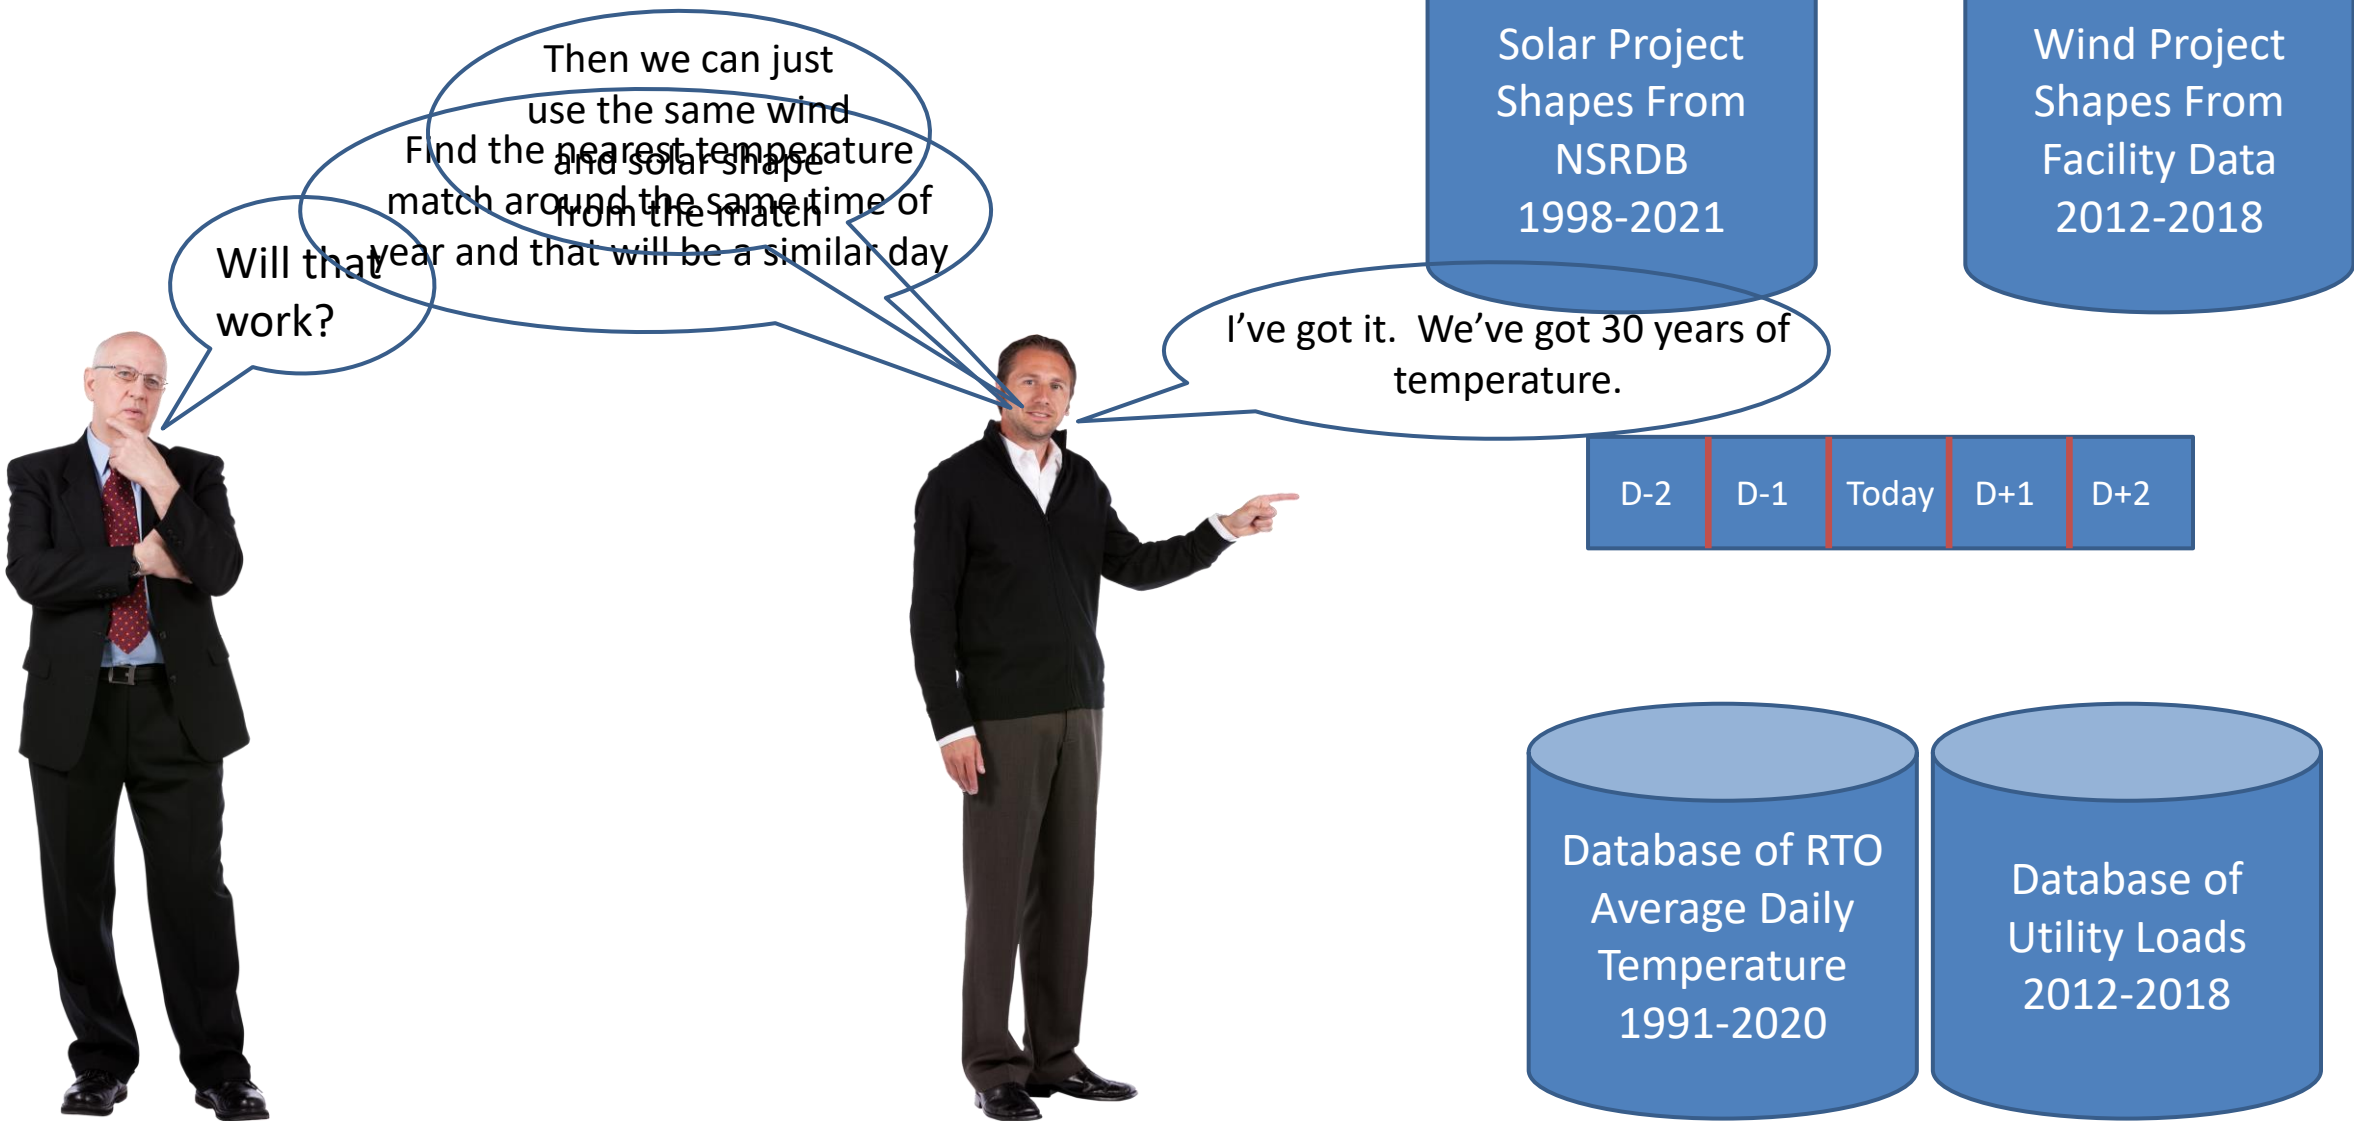 Then we can just
use the same wind
and solar shape
from the match
Find the nearest temperature
match around the same time of
year and that will be a similar day
Will that
work?
I've got it.  We've got 30 years of
temperature.
Solar Project
Shapes From
NSRDB
1998-2021
Wind Project
Shapes From
Facility Data
2012-2018
D-2
D-1
Today
D+1
D+2
Database of RTO
Average Daily
Temperature
1991-2020
Database of
Utility Loads
2012-2018